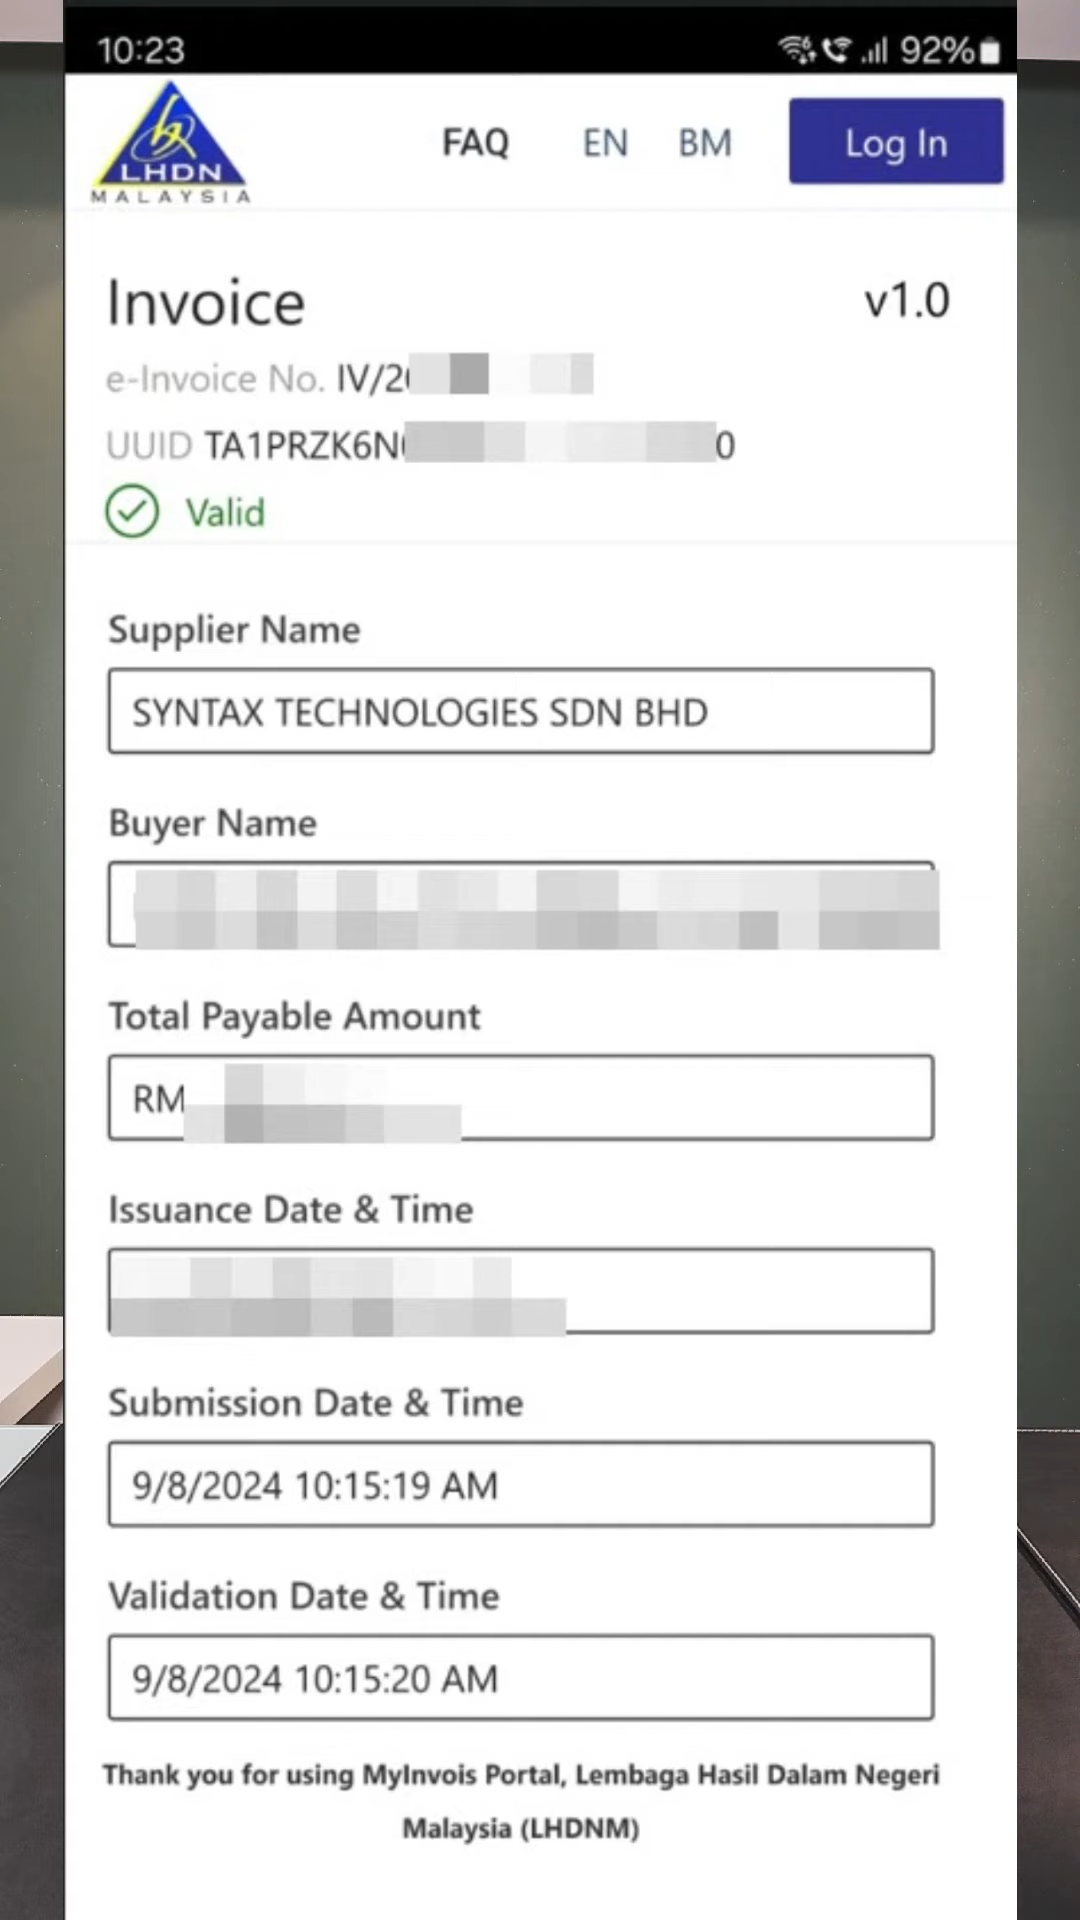 10:23
92%
LHDN
MALAYSIA
FAQ
EN
BM
Log In
Invoice
v1.0
e-Invoice No. IV/2
UUID TA1PRZK6N 0
Valid
Supplier Name
SYNTAX TECHNOLOGIES SDN BHD
Buyer Name
Total Payable Amount
RM
Issuance Date & Time
Submission Date & Time
9/8/2024 10:15:19 AM
Validation Date & Time
9/8/2024 10:15:20 AM
Thank you for using MyInvois Portal, Lembaga Hasil Dalam Negeri
Malaysia (LHDNM)